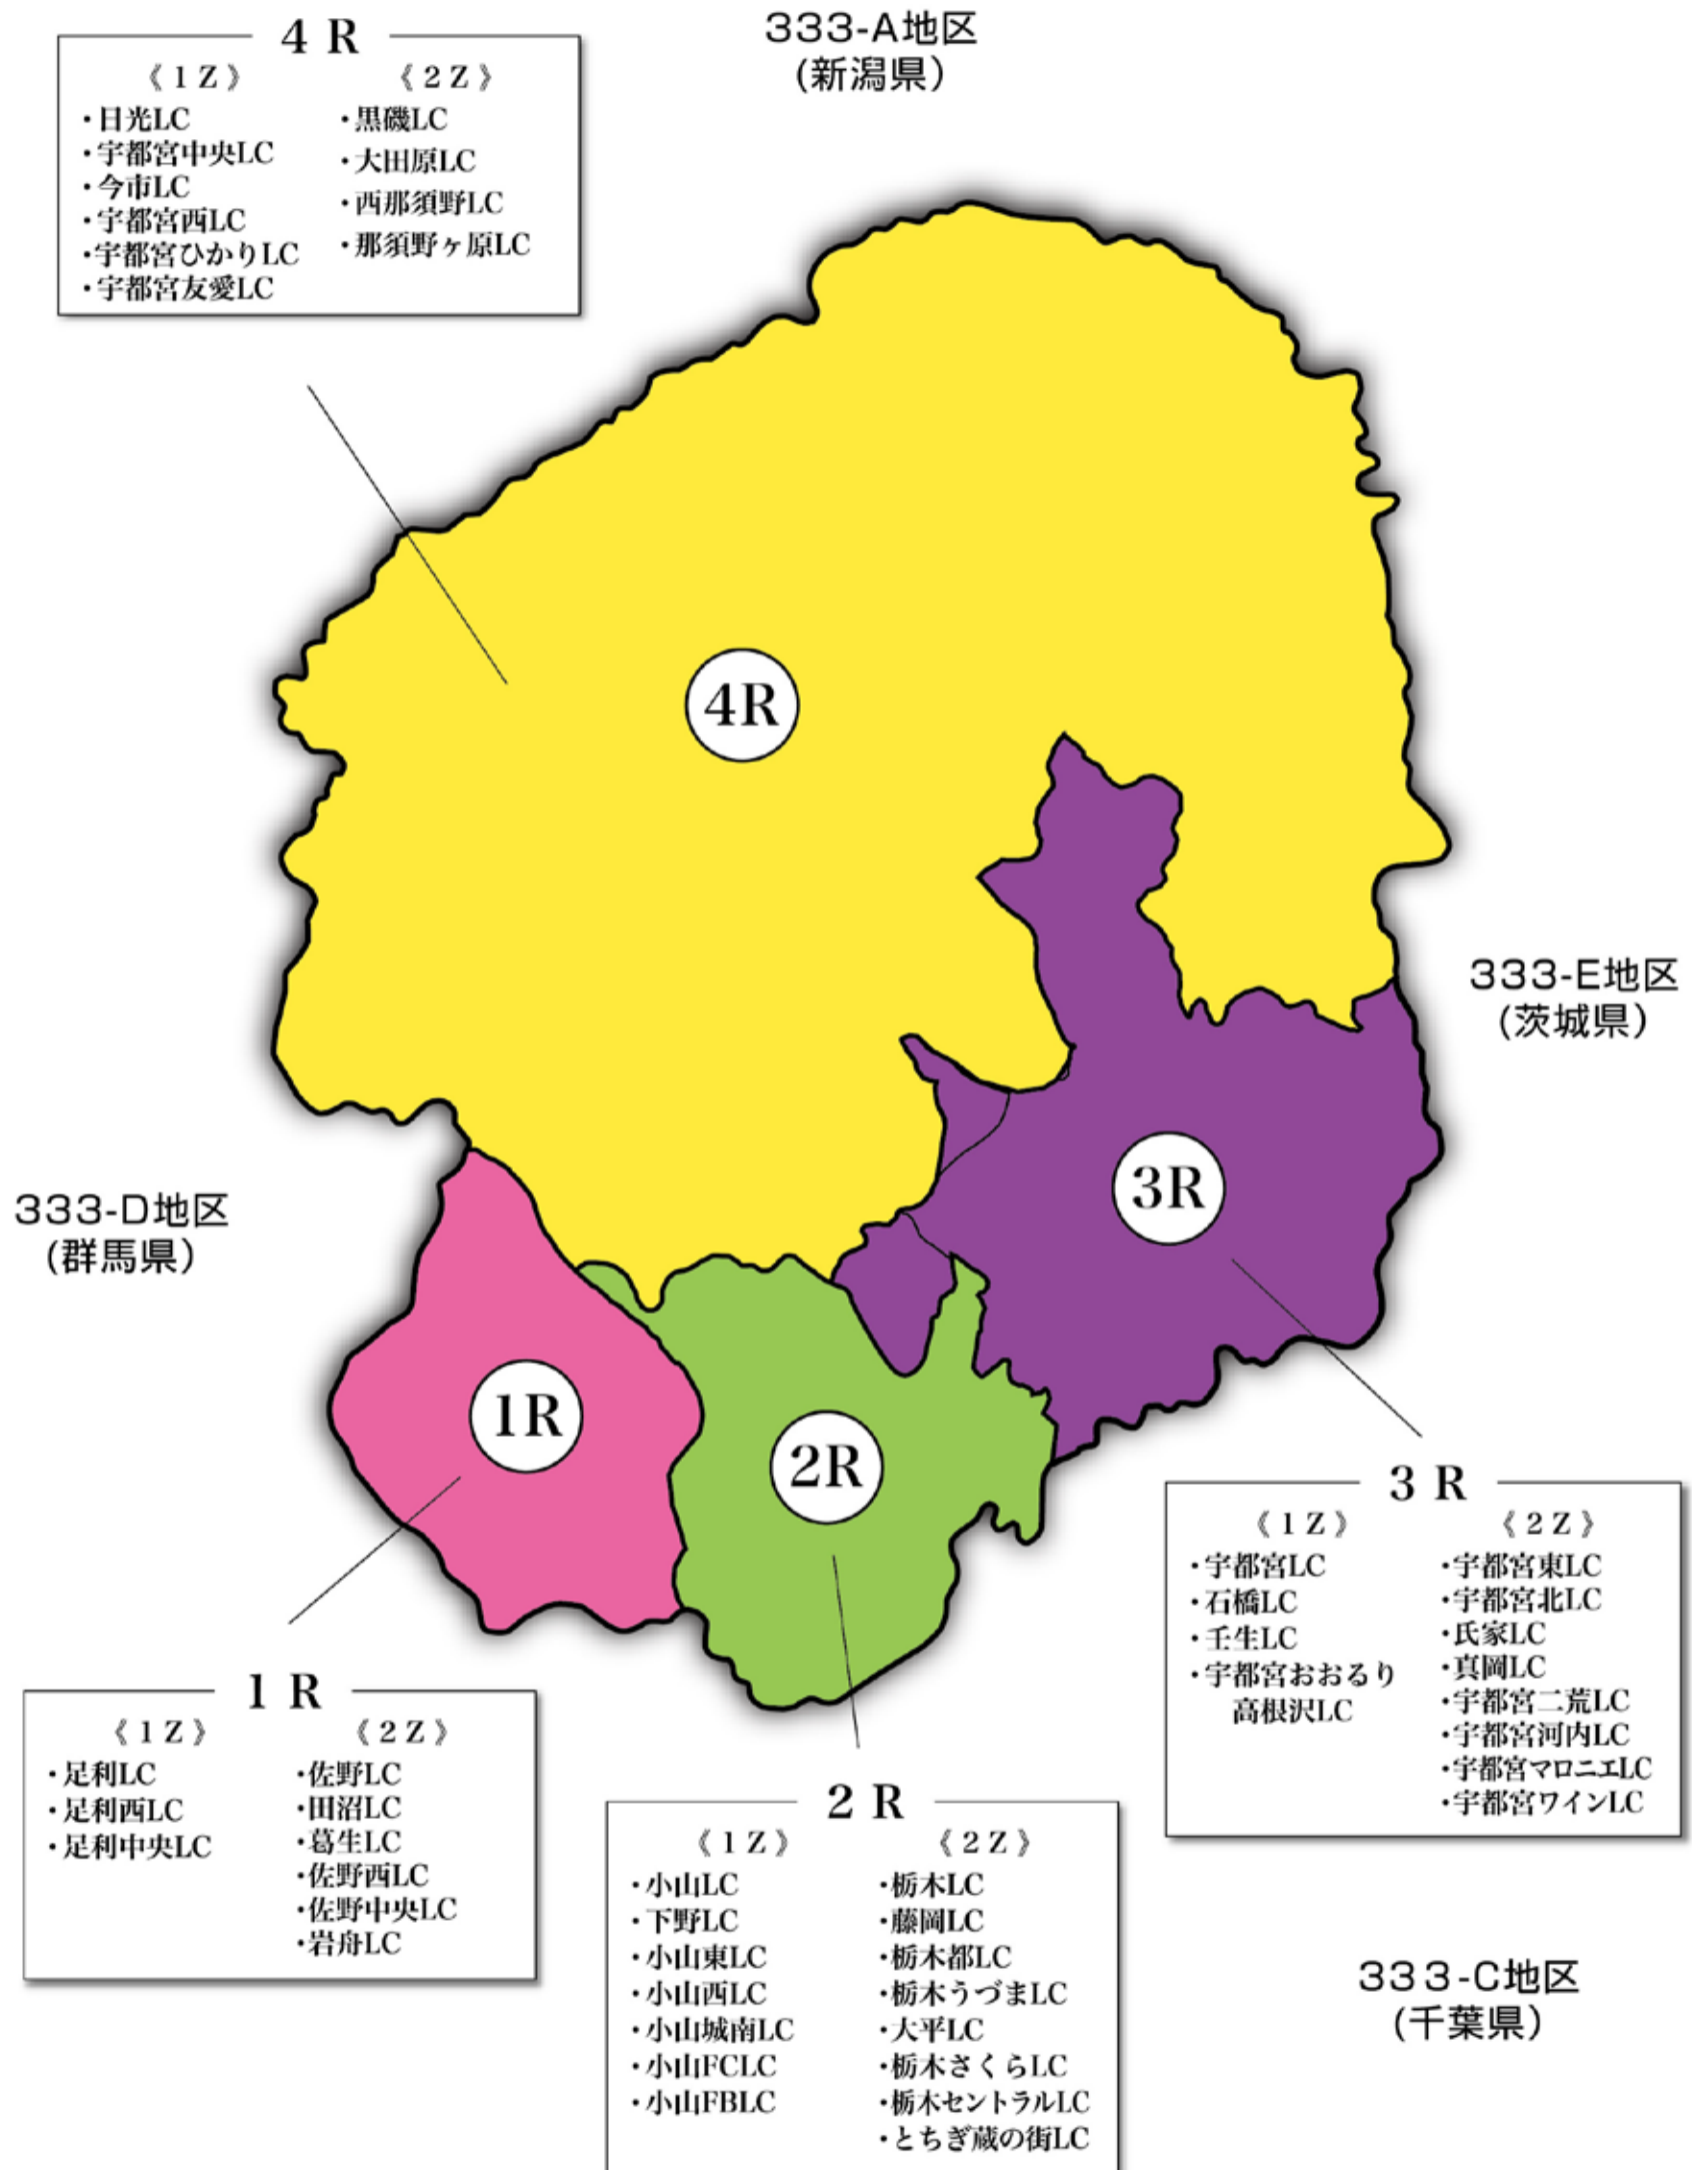 333-A地区
(新潟県)
4 R
《 1 Z 》
・日光LC
・宇都宮中央LC
・今市LC
・宇都宮西LC
・宇都宮ひかりLC
・宇都宮友愛LC
《 2 Z 》
・黒磯LC
・大田原LC
・西那須野LC
・那須野ヶ原LC
4R
333-E地区
(茨城県)
3R
333-D地区
(群馬県)
1R
2R
3 R
《 1 Z 》
・宇都宮LC
・石橋LC
・壬生LC
・宇都宮おおるり
高根沢LC
《 2 Z 》
・宇都宮東LC
・宇都宮北LC
・氏家LC
・真岡LC
・宇都宮二荒LC
・宇都宮河内LC
・宇都宮マロニエLC
・宇都宮ワインLC
1 R
《 1 Z 》
・足利LC
・足利西LC
・足利中央LC
《 2 Z 》
・佐野LC
・田沼LC
・葛生LC
・佐野西LC
・佐野中央LC
・岩舟LC
2 R
《 1 Z 》
・小山LC
・下野LC
・小山東LC
・小山西LC
・小山城南LC
・小山FCLC
・小山FBLC
《 2 Z 》
・栃木LC
・藤岡LC
・栃木都LC
・栃木うづまLC
・大平LC
・栃木さくらLC
・栃木セントラルLC
・とちぎ蔵の街LC
333-C地区
(千葉県)